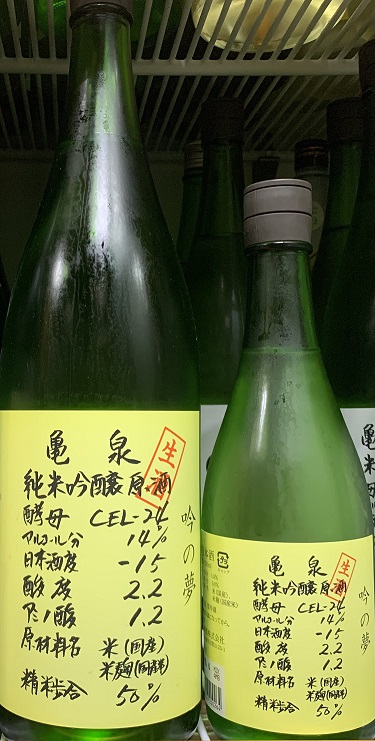 亀泉
生酒
純米吟醸原酒
酵母 CEL-24
アルコール分 14%
日本酒度 -15
酸度 2.2
アミノ酸 1.2
原材料名 米(国産)
米麹(国産米)
精米歩合 50%
吟の夢
亀泉
生酒
純米吟醸原酒
酵母 CEL-24
アルコール分 14%
日本酒度 -15
酸度 2.2
アミノ酸 1.2
原材料名 米(国産)
米麹(国産米)
精米歩合 50%
吟の夢